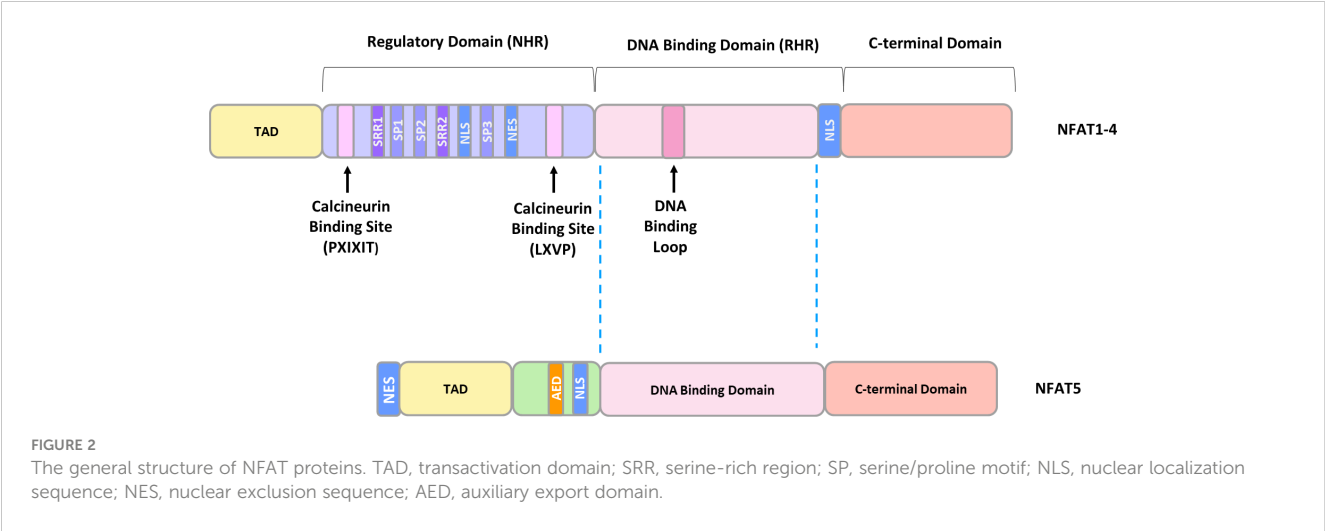 Regulatory Domain (NHR)
DNA Binding Domain (RHR)
C-terminal Domain
TAD
SRR1
SP1
SP2
SRR2
NLS
SP3
NES
NLS
NFAT1-4
Calcineurin
Binding Site
(PXIXIT)
Calcineurin
Binding Site
(LXVP)
DNA
Binding
Loop
NES
TAD
AED
NLS
DNA Binding Domain
C-terminal Domain
NFAT5
FIGURE 2
The general structure of NFAT proteins. TAD, transactivation domain; SRR, serine-rich region; SP, serine/proline motif; NLS, nuclear localization
sequence; NES, nuclear exclusion sequence; AED, auxiliary export domain.